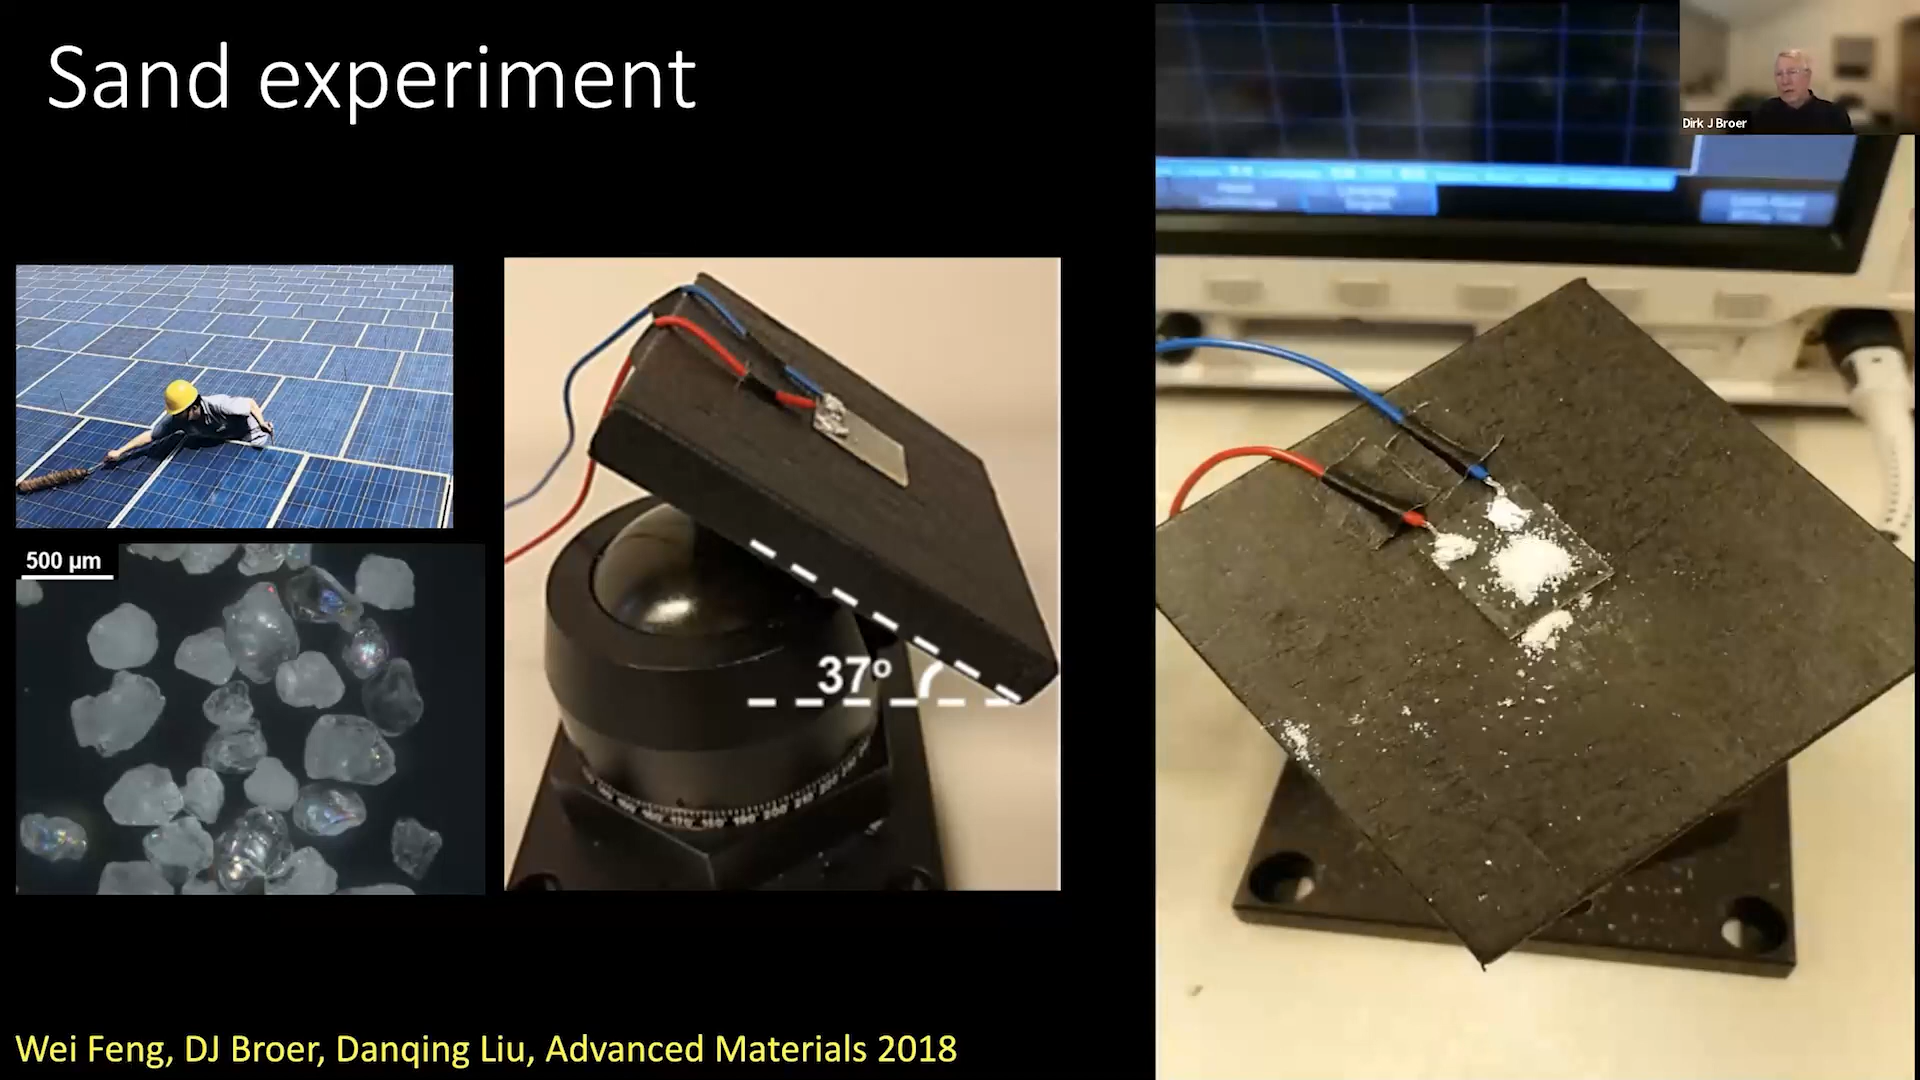 Sand experiment
Dirk J Broer
500 µm
37°
Wei Feng, DJ Broer, Danqing Liu, Advanced Materials 2018